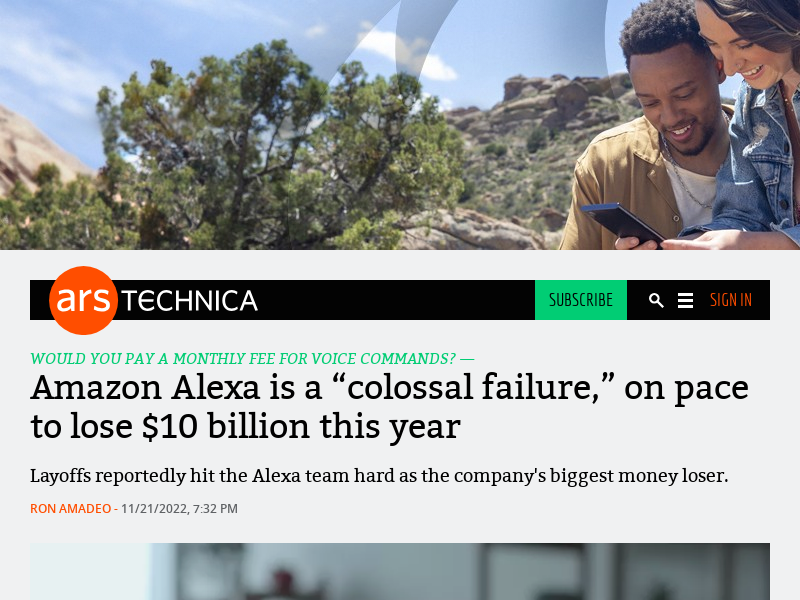 ars TECHNICA
SUBSCRIBE
SIGN IN
WOULD YOU PAY A MONTHLY FEE FOR VOICE COMMANDS? —
Amazon Alexa is a “colossal failure,” on pace
to lose $10 billion this year
Layoffs reportedly hit the Alexa team hard as the company's biggest money loser.
RON AMADEO - 11/21/2022, 7:32 PM